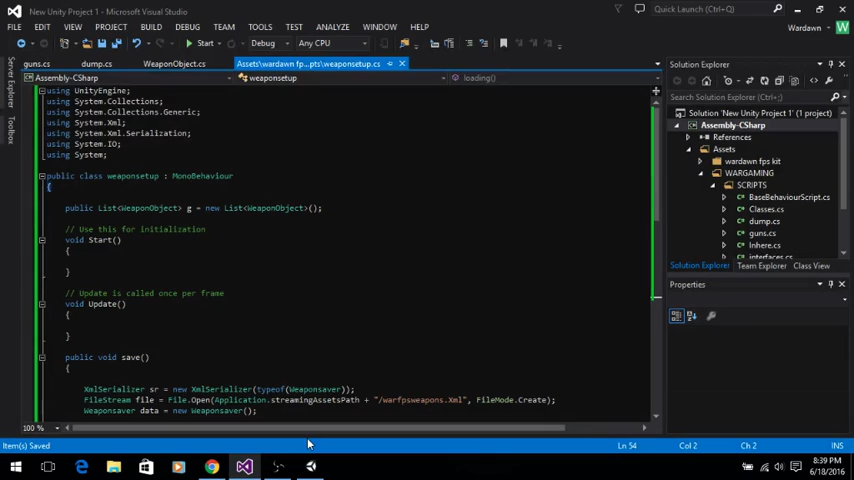 New Unity Project 1 - Microsoft Visual Studio
Quick Launch (Ctrl+Q)
FILE EDIT VIEW PROJECT BUILD DEBUG TEAM TOOLS TEST ANALYZE WINDOW HELP
Wardawn W
Start Debug Any CPU
guns.cs dump.cs WeaponObject.cs Assets\wardawn fp...pts\weaponsetup.cs
Solution Explorer
Assembly-CSharp weaponsetup loading()
Server Explorer
Toolbox
using UnityEngine;
using System.Collections;
using System.Collections.Generic;
using System.Xml;
using System.Xml.Serialization;
using System.IO;
using System;
public class weaponsetup : MonoBehaviour
{
public List<WeaponObject> g = new List<WeaponObject>();
// Use this for initialization
void Start()
{
}
// Update is called once per frame
void Update()
{
}
public void save()
{
XmlSerializer sr = new XmlSerializer(typeof(Weaponsaver));
FileStream file = File.Open(Application.streamingAssetsPath + "/warfpsweapons.Xml", FileMode.Create);
Weaponsaver data = new Weaponsaver();
100 %
Search Solution Explorer (Ctrl+;)
Solution 'New Unity Project 1' (1 project)
Assembly-CSharp
References
Assets
wardawn fps kit
WARGAMING
SCRIPTS
BaseBehaviourScript.cs
Classes.cs
dump.cs
guns.cs
Inhere.cs
interfaces.cs
Solution Explorer Team Explorer Class View
Properties
Item(s) Saved Ln 54 Col 2 Ch 2 INS
8:39 PM
6/18/2016